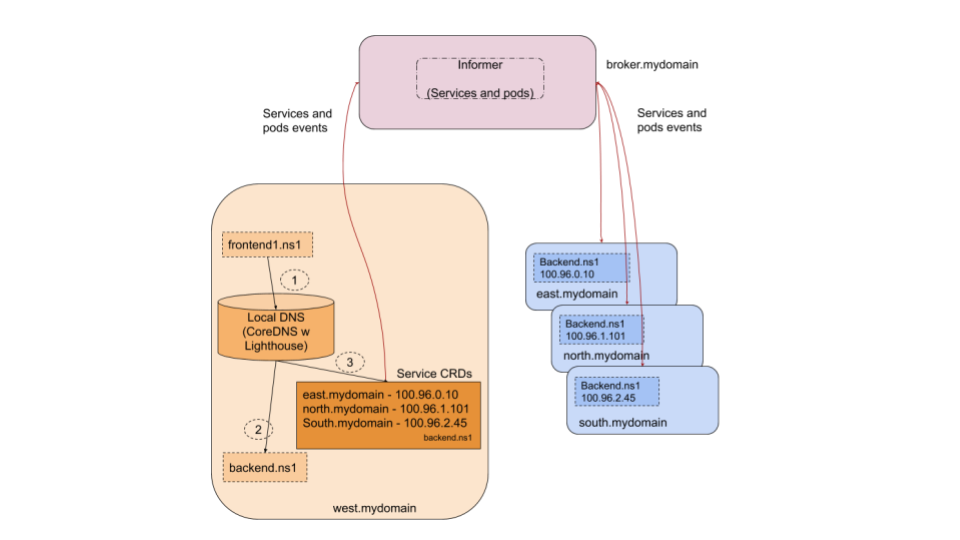 Informer
(Services and pods)
broker.mydomain
Services and
pods events
Services and
pods events
frontend1.ns1
1
Local DNS
(CoreDNS w
Lighthouse)
3
Service CRDs
east.mydomain - 100.96.0.10
north.mydomain - 100.96.1.101
South.mydomain - 100.96.2.45
backend.ns1
2
backend.ns1
west.mydomain
Backend.ns1
100.96.0.10
east.mydomain
Backend.ns1
100.96.1.101
north.mydomain
Backend.ns1
100.96.2.45
south.mydomain